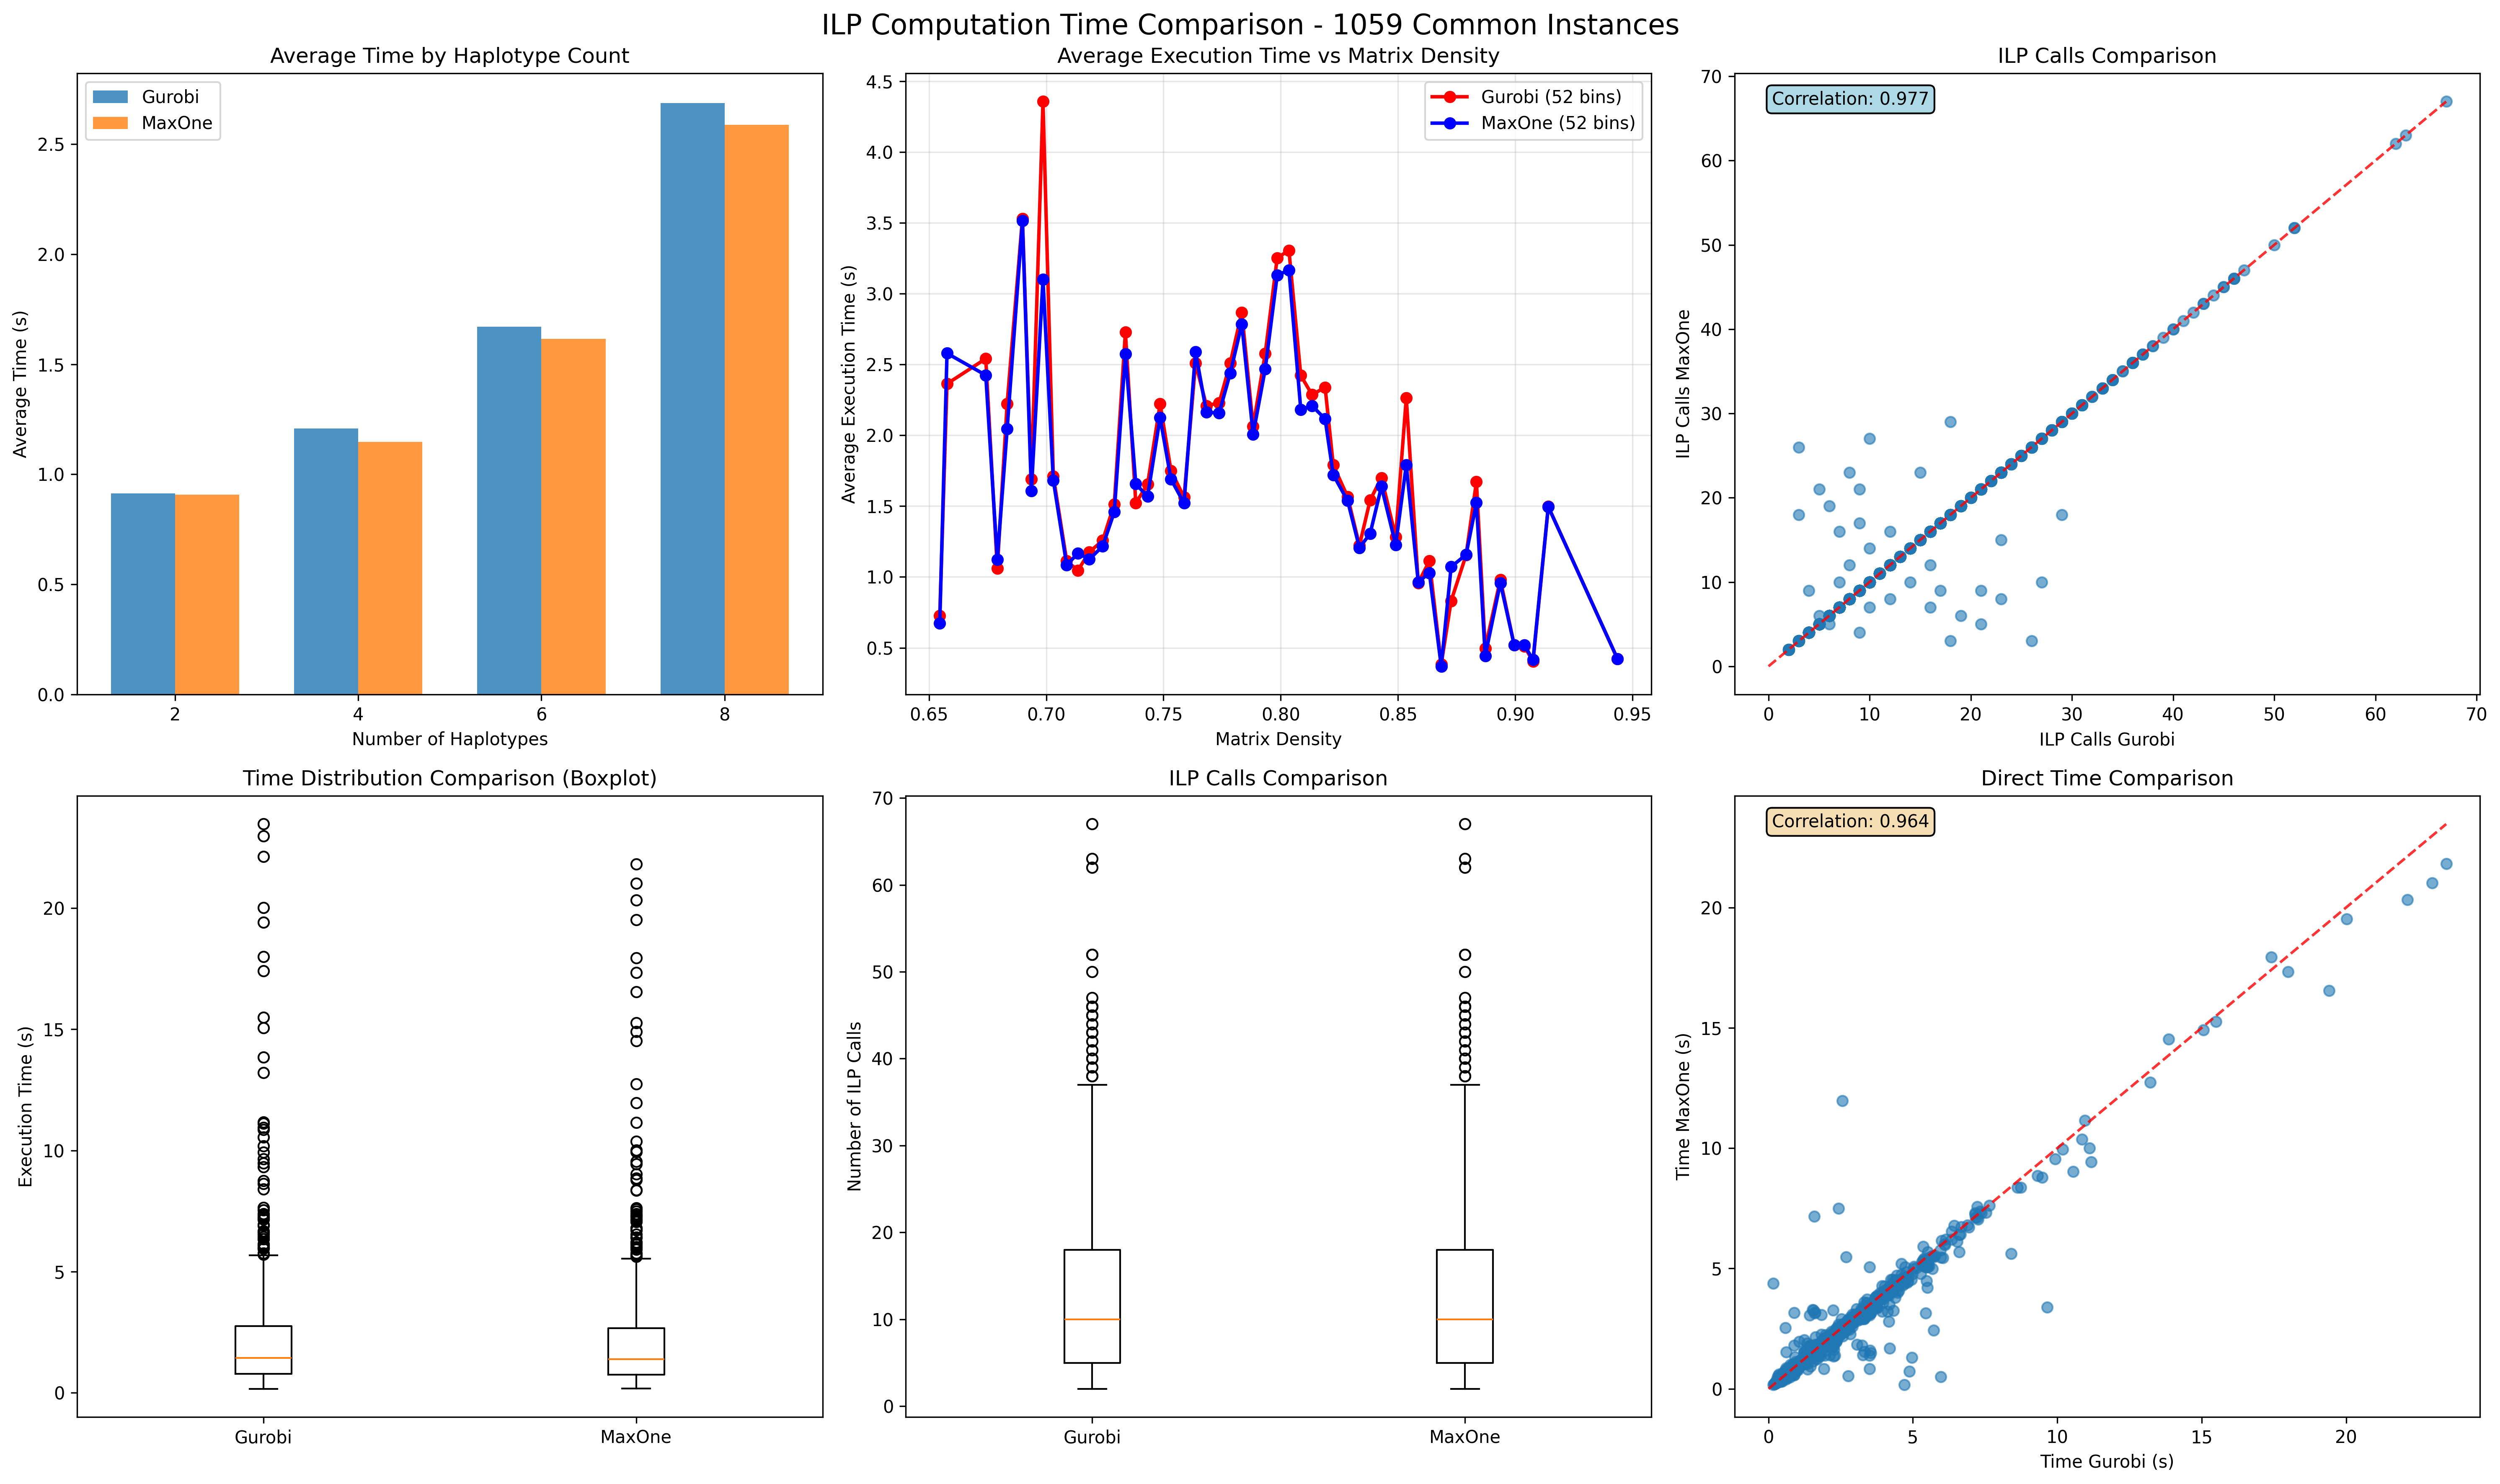 ILP Computation Time Comparison - 1059 Common Instances
Average Time by Haplotype Count
Gurobi
MaxOne
Average Time (s)
2.5
2.0
1.5
1.0
0.5
0.0
2 4 6 8
Number of Haplotypes
Average Execution Time vs Matrix Density
Gurobi (52 bins)
MaxOne (52 bins)
Average Execution Time (s)
4.5
4.0
3.5
3.0
2.5
2.0
1.5
1.0
0.5
0.65 0.70 0.75 0.80 0.85 0.90 0.95
Matrix Density
ILP Calls Comparison
Correlation: 0.977
ILP Calls MaxOne
70
60
50
40
30
20
10
0
0 10 20 30 40 50 60 70
ILP Calls Gurobi
Time Distribution Comparison (Boxplot)
Execution Time (s)
20
15
10
5
0
Gurobi MaxOne
ILP Calls Comparison
Number of ILP Calls
70
60
50
40
30
20
10
0
Gurobi MaxOne
Direct Time Comparison
Correlation: 0.964
Time MaxOne (s)
20
15
10
5
0
0 5 10 15 20
Time Gurobi (s)